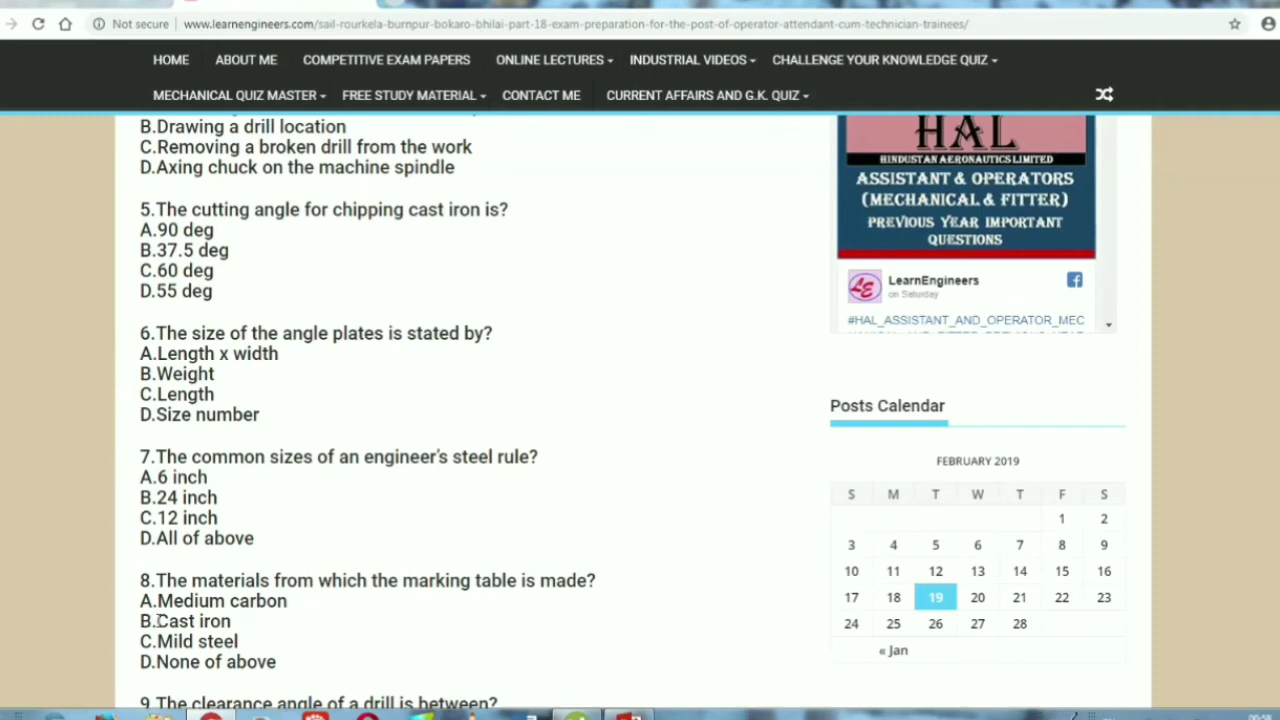 Not secure
www.learnengineers.com/sail-rourkela-burnpur-bokaro-bhilai-part-18-exam-preparation-for-the-post-of-operator-attendant-cum-technician-trainees/
HOME ABOUT ME COMPETITIVE EXAM PAPERS ONLINE LECTURES INDUSTRIAL VIDEOS CHALLENGE YOUR KNOWLEDGE QUIZ
MECHANICAL QUIZ MASTER FREE STUDY MATERIAL CONTACT ME CURRENT AFFAIRS AND G.K. QUIZ
B.Drawing a drill location
C.Removing a broken drill from the work
D.Axing chuck on the machine spindle
5.The cutting angle for chipping cast iron is?
A.90 deg
B.37.5 deg
C.60 deg
D.55 deg
6.The size of the angle plates is stated by?
A.Length x width
B.Weight
C.Length
D.Size number
7.The common sizes of an engineer's steel rule?
A.6 inch
B.24 inch
C.12 inch
D.All of above
8.The materials from which the marking table is made?
A.Medium carbon
B.Cast iron
C.Mild steel
D.None of above
9.The clearance angle of a drill is between?
HAL
HINDUSTAN AERONAUTICS LIMITED
ASSISTANT & OPERATORS
(MECHANICAL & FITTER)
PREVIOUS YEAR IMPORTANT
QUESTIONS
LE
LearnEngineers
on Saturday
#HAL_ASSISTANT_AND_OPERATOR_MEC
Posts Calendar
FEBRUARY 2019
S M T W T F S
1 2
3 4 5 6 7 8 9
10 11 12 13 14 15 16
17 18 19 20 21 22 23
24 25 26 27 28
« Jan